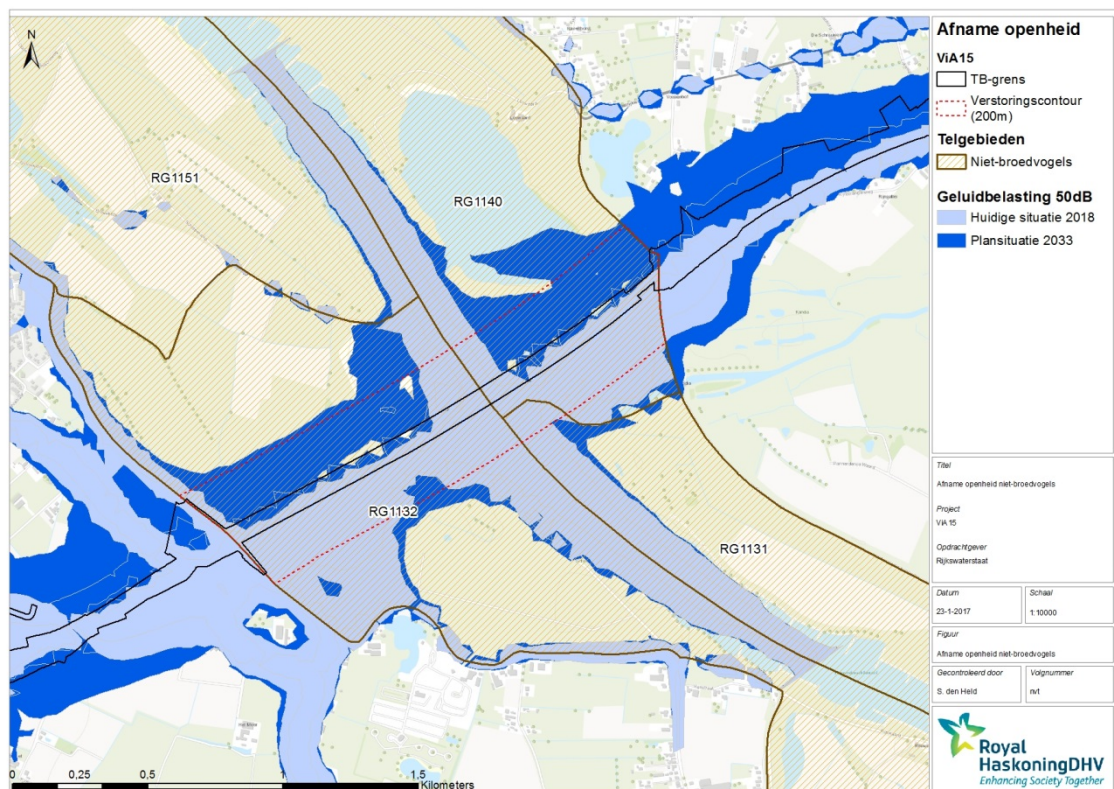 N
RG1151
RG1140
RG1132
RG1131
0
0,25
0,5
1
1,5
Kilometers
Afname openheid
ViA15
TB-grens
Verstoringscontour
(200m)
Telgebieden
Niet-broedvogels
Geluidbelasting 50dB
Huidige situatie 2018
Plansituatie 2033
Titel
Afname openheid niet-broedvogels
Project
ViA 15
Opdrachtgever
Rijkswaterstaat
Datum
23-1-2017
Schaal
1:10000
Figuur
Afname openheid niet-broedvogels
Gecontroleerd door
S. den Held
Volgnummer
nvt
Royal
HaskoningDHV
Enhancing Society Together